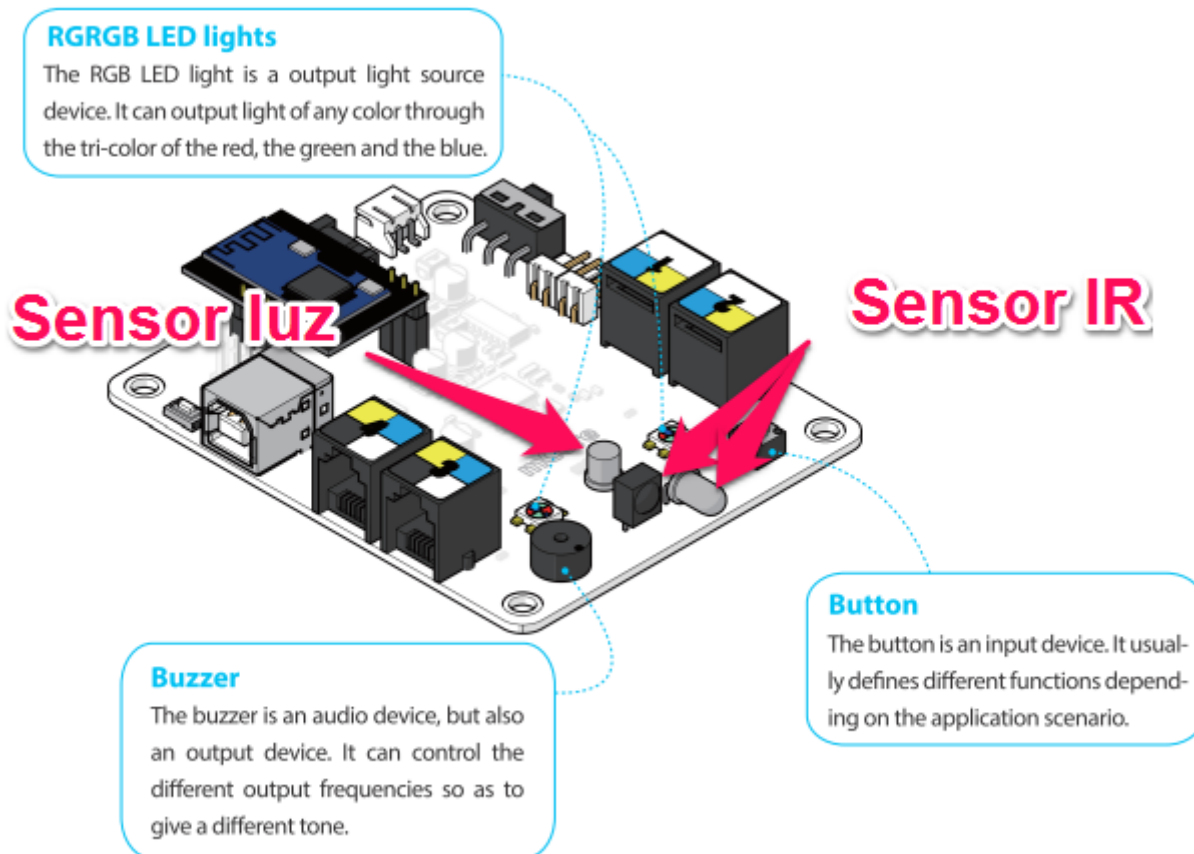 RGRGB LED lights
The RGB LED light is a output light source
device. It can output light of any color through
the tri-color of the red, the green and the blue.
Sensor luz
Sensor IR
Button
The button is an input device. It usual-
ly defines different functions depend-
ing on the application scenario.
Buzzer
The buzzer is an audio device, but also
an output device. It can control the
different output frequencies so as to
give a different tone.